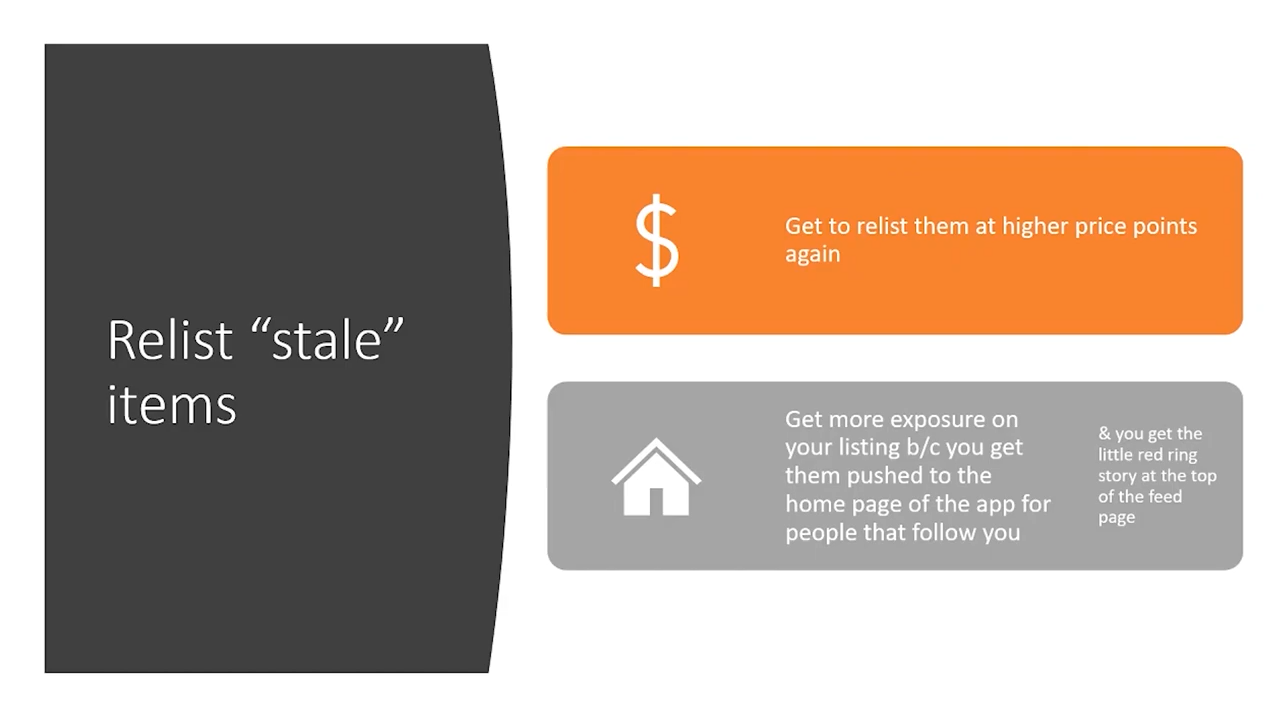 Relist “stale”
items
$
Get to relist them at higher price points
again
Get more exposure on
your listing b/c you get
them pushed to the
home page of the app for
people that follow you
& you get the
little red ring
story at the top
of the feed
page